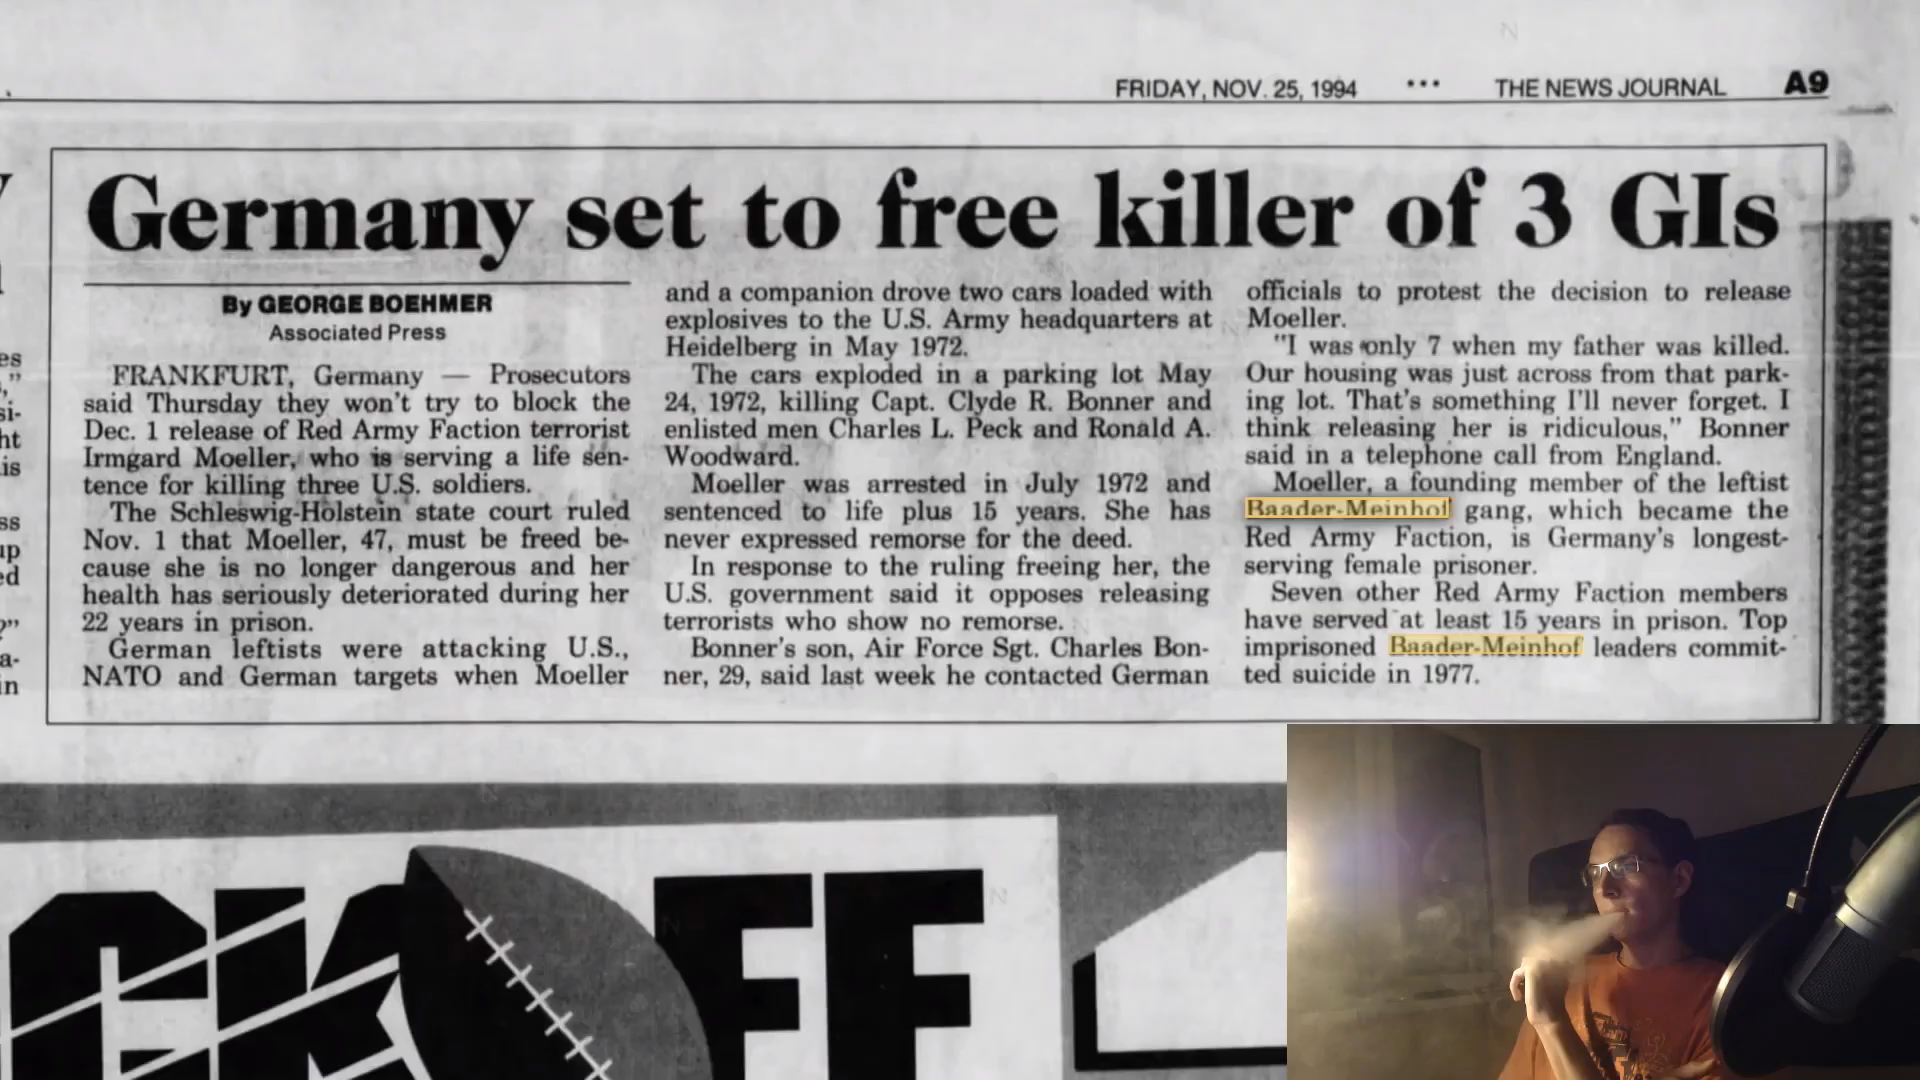 FRIDAY, NOV. 25, 1994 ••• THE NEWS JOURNAL A9
Germany set to free killer of 3 GIs
By GEORGE BOEHMER
Associated Press
FRANKFURT, Germany — Prosecutors
said Thursday they won't try to block the
Dec. 1 release of Red Army Faction terrorist
Irmgard Moeller, who is serving a life sen-
tence for killing three U.S. soldiers.
The Schleswig-Holstein state court ruled
Nov. 1 that Moeller, 47, must be freed be-
cause she is no longer dangerous and her
health has seriously deteriorated during her
22 years in prison.
German leftists were attacking U.S.,
NATO and German targets when Moeller
and a companion drove two cars loaded with
explosives to the U.S. Army headquarters at
Heidelberg in May 1972.
The cars exploded in a parking lot May
24, 1972, killing Capt. Clyde R. Bonner and
enlisted men Charles L. Peck and Ronald A.
Woodward.
Moeller was arrested in July 1972 and
sentenced to life plus 15 years. She has
never expressed remorse for the deed.
In response to the ruling freeing her, the
U.S. government said it opposes releasing
terrorists who show no remorse.
Bonner's son, Air Force Sgt. Charles Bon-
ner, 29, said last week he contacted German
officials to protest the decision to release
Moeller.
"I was only 7 when my father was killed.
Our housing was just across from that park-
ing lot. That's something I'll never forget. I
think releasing her is ridiculous," Bonner
said in a telephone call from England.
Moeller, a founding member of the leftist
Baader-Meinhof gang, which became the
Red Army Faction, is Germany's longest-
serving female prisoner.
Seven other Red Army Faction members
have served at least 15 years in prison. Top
imprisoned Baader-Meinhof leaders commit-
ted suicide in 1977.